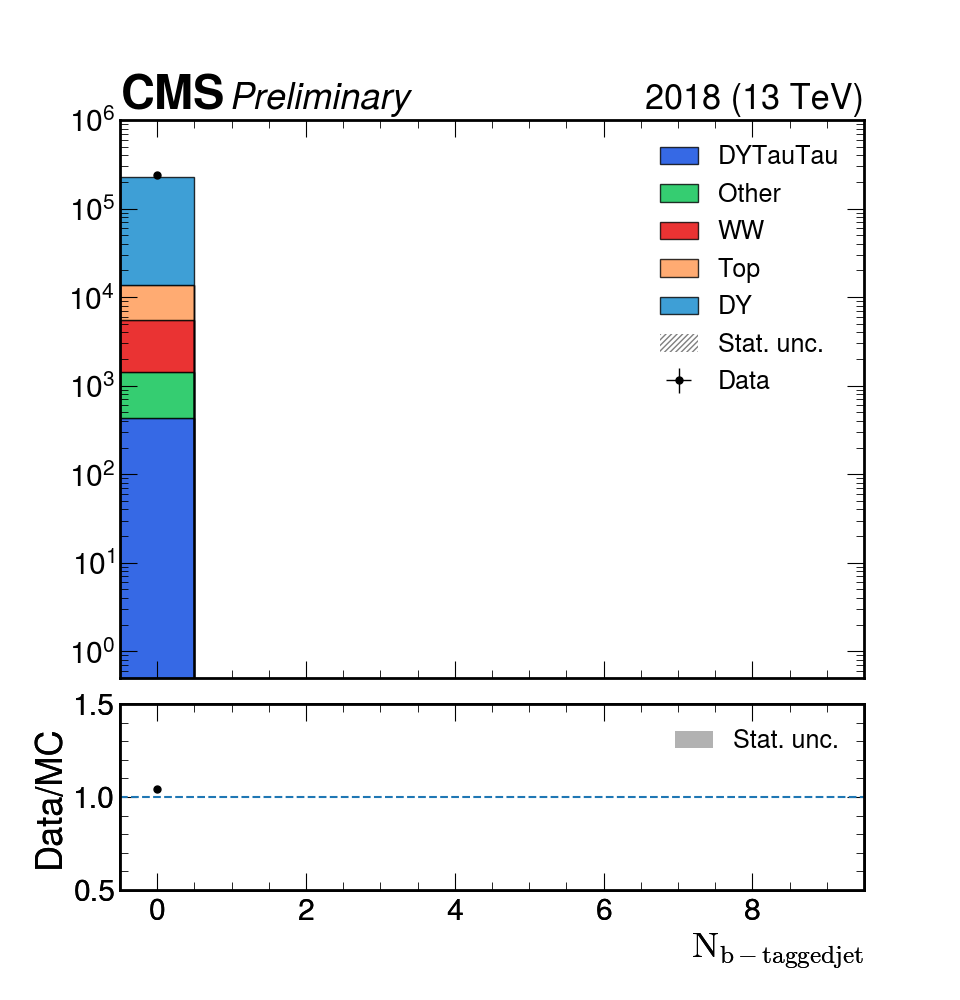 CMS Preliminary 2018 (13 TeV)
10^6
10^5
10^4
10^3
10^2
10^1
10^0
DYTauTau
Other
WW
Top
DY
Stat. unc.
Data
1.5
1.0
0.5
Data/MC
Stat. unc.
0 2 4 6 8
N_{b-taggedjet}